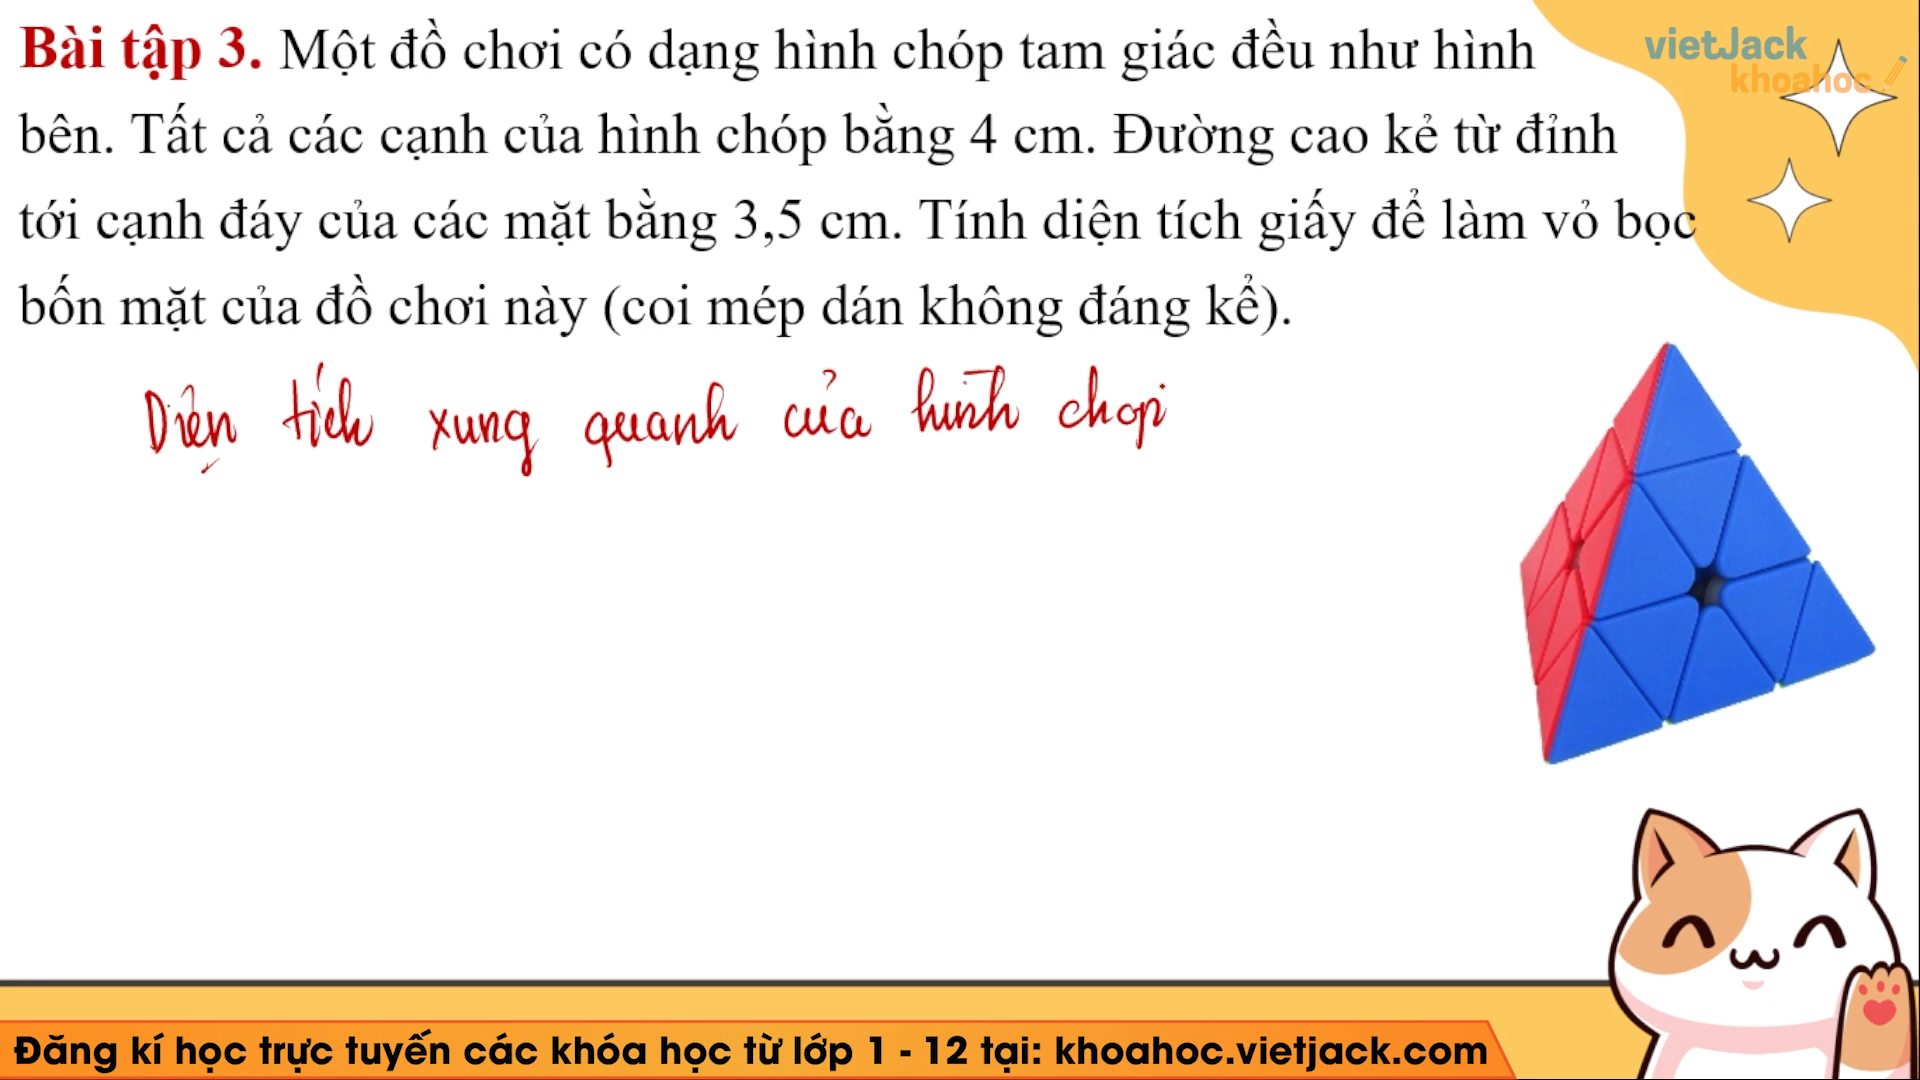 Bài tập 3. Một đồ chơi có dạng hình chóp tam giác đều như hình
bên. Tất cả các cạnh của hình chóp bằng 4 cm. Đường cao kẻ từ đỉnh
tới cạnh đáy của các mặt bằng 3,5 cm. Tính diện tích giấy để làm vỏ bọc
bốn mặt của đồ chơi này (coi mép dán không đáng kể).
vietJack
khoahoc
Diện tích xung quanh của hình chop
Đăng kí học trực tuyến các khóa học từ lớp 1 - 12 tại: khoahoc.vietjack.com